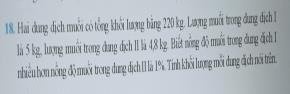 18. Hai dung dịch muối có tổng khối lượng bằng 220 kg. Lượng muối trong dung dịch I
là 5 kg, lượng muối trong dung dịch II là 4,8 kg. Biết nồng độ muối trong dung dịch I
nhiều hơn nồng độ muối trong dung dịch II là 1%. Tính khối lượng mỗi dung dịch nói trên.